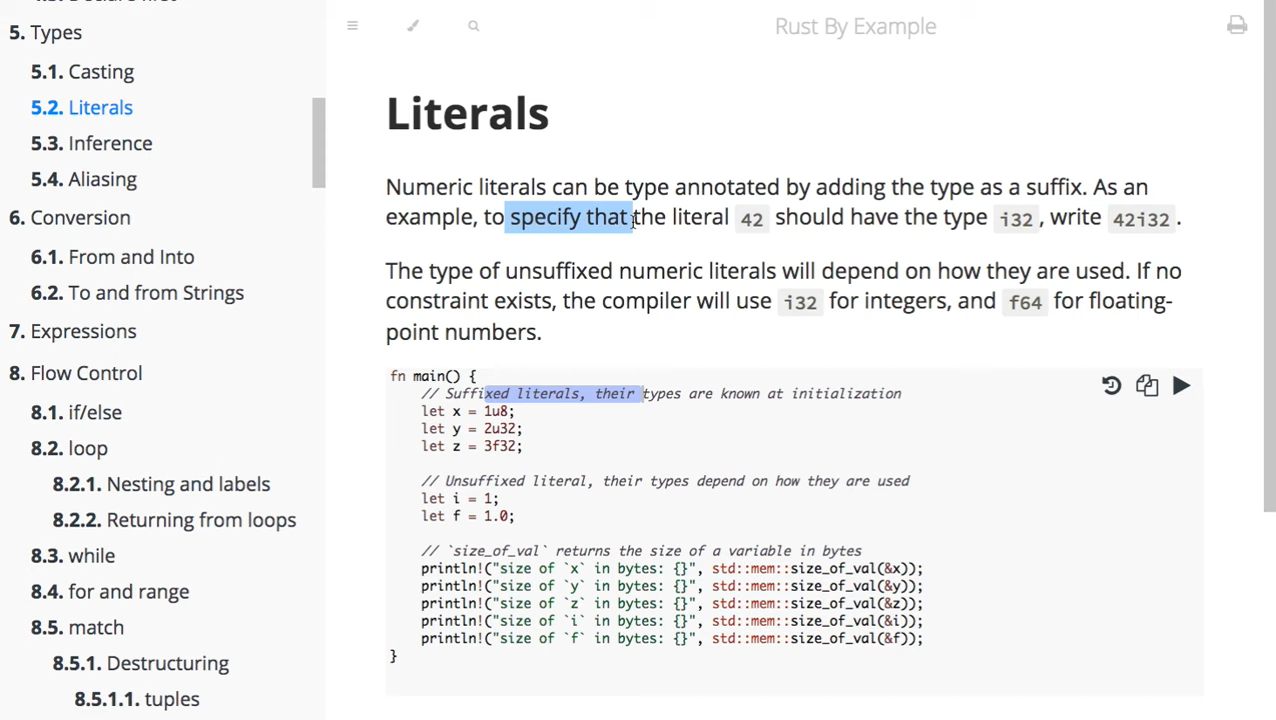 5. Types
5.1. Casting
5.2. Literals
5.3. Inference
5.4. Aliasing
6. Conversion
6.1. From and Into
6.2. To and from Strings
7. Expressions
8. Flow Control
8.1. if/else
8.2. loop
8.2.1. Nesting and labels
8.2.2. Returning from loops
8.3. while
8.4. for and range
8.5. match
8.5.1. Destructuring
8.5.1.1. tuples
Rust By Example
Literals
Numeric literals can be type annotated by adding the type as a suffix. As an
example, to specify that the literal 42 should have the type i32, write 42i32.
The type of unsuffixed numeric literals will depend on how they are used. If no
constraint exists, the compiler will use i32 for integers, and f64 for floating-
point numbers.
fn main() {
// Suffixed literals, their types are known at initialization
let x = 1u8;
let y = 2u32;
let z = 3f32;
// Unsuffixed literal, their types depend on how they are used
let i = 1;
let f = 1.0;
// `size_of_val` returns the size of a variable in bytes
println!("size of `x` in bytes: {}", std::mem::size_of_val(&x));
println!("size of `y` in bytes: {}", std::mem::size_of_val(&y));
println!("size of `z` in bytes: {}", std::mem::size_of_val(&z));
println!("size of `i` in bytes: {}", std::mem::size_of_val(&i));
println!("size of `f` in bytes: {}", std::mem::size_of_val(&f));
}